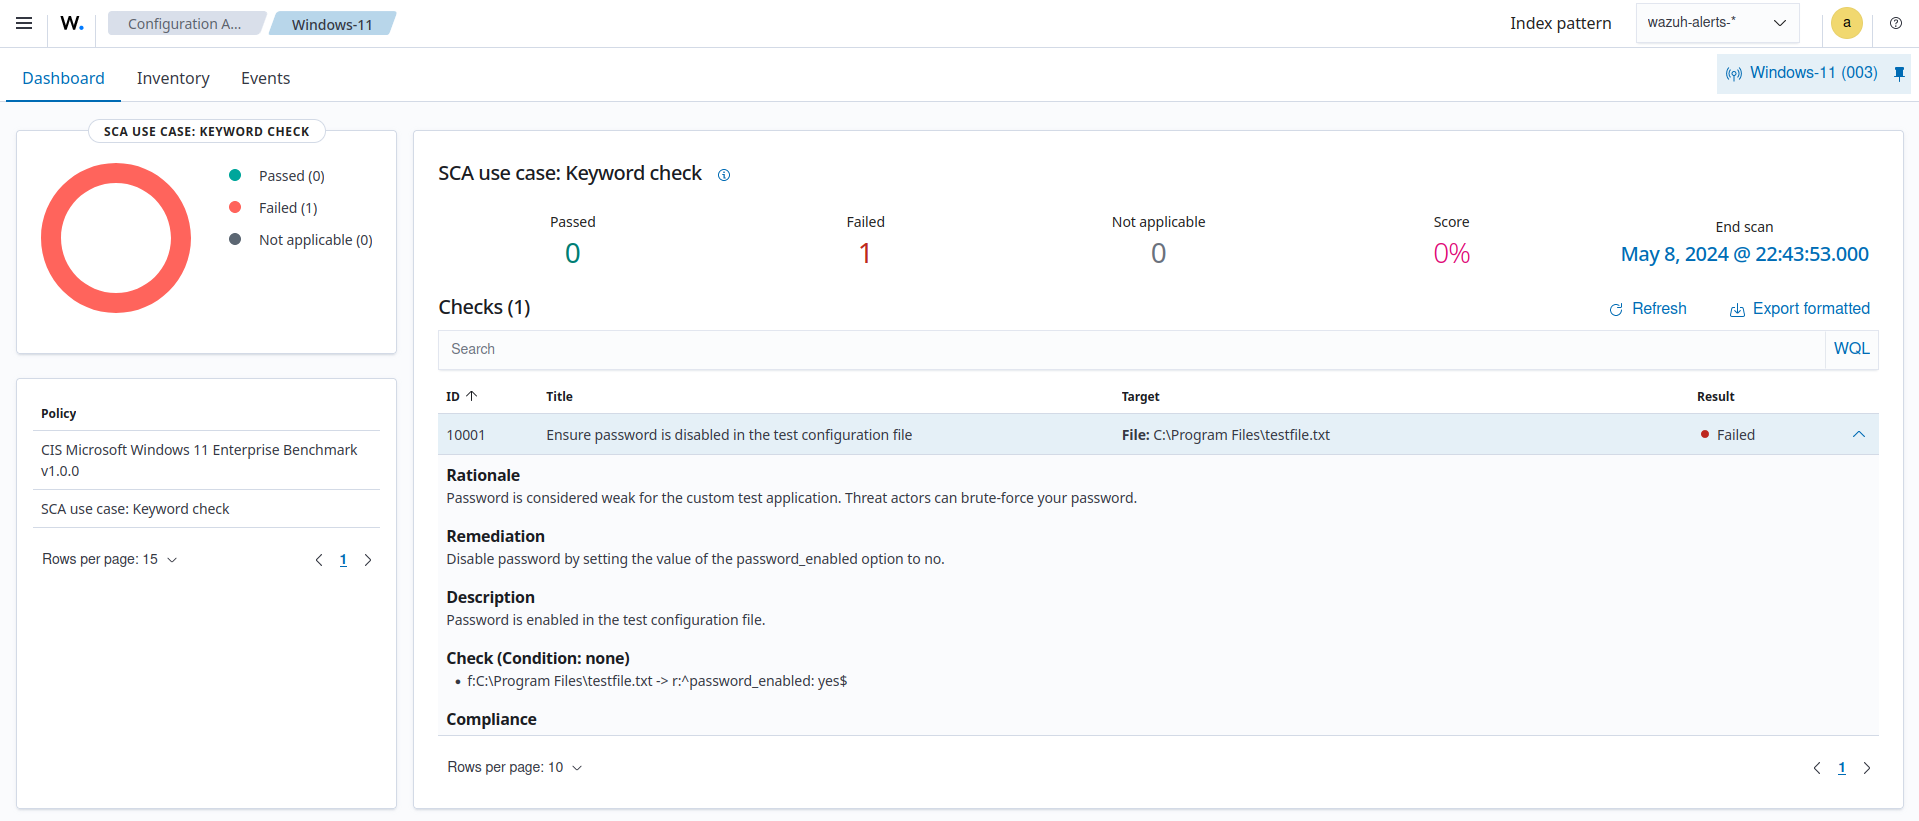 W.
Configuration A...
Windows-11
Index pattern
wazuh-alerts-*
a
Dashboard
Inventory
Events
Windows-11 (003)
SCA USE CASE: KEYWORD CHECK
Passed (0)
Failed (1)
Not applicable (0)
Policy
CIS Microsoft Windows 11 Enterprise Benchmark
v1.0.0
SCA use case: Keyword check
Rows per page: 15
1
SCA use case: Keyword check
Passed
0
Failed
1
Not applicable
0
Score
0%
End scan
May 8, 2024 @ 22:43:53.000
Checks (1)
Refresh
Export formatted
Search
WQL
ID Title Target Result
10001 Ensure password is disabled in the test configuration file File: C:\Program Files\testfile.txt Failed
Rationale
Password is considered weak for the custom test application. Threat actors can brute-force your password.
Remediation
Disable password by setting the value of the password_enabled option to no.
Description
Password is enabled in the test configuration file.
Check (Condition: none)
• f:C:\Program Files\testfile.txt -> r:^password_enabled: yes$
Compliance
Rows per page: 10
1